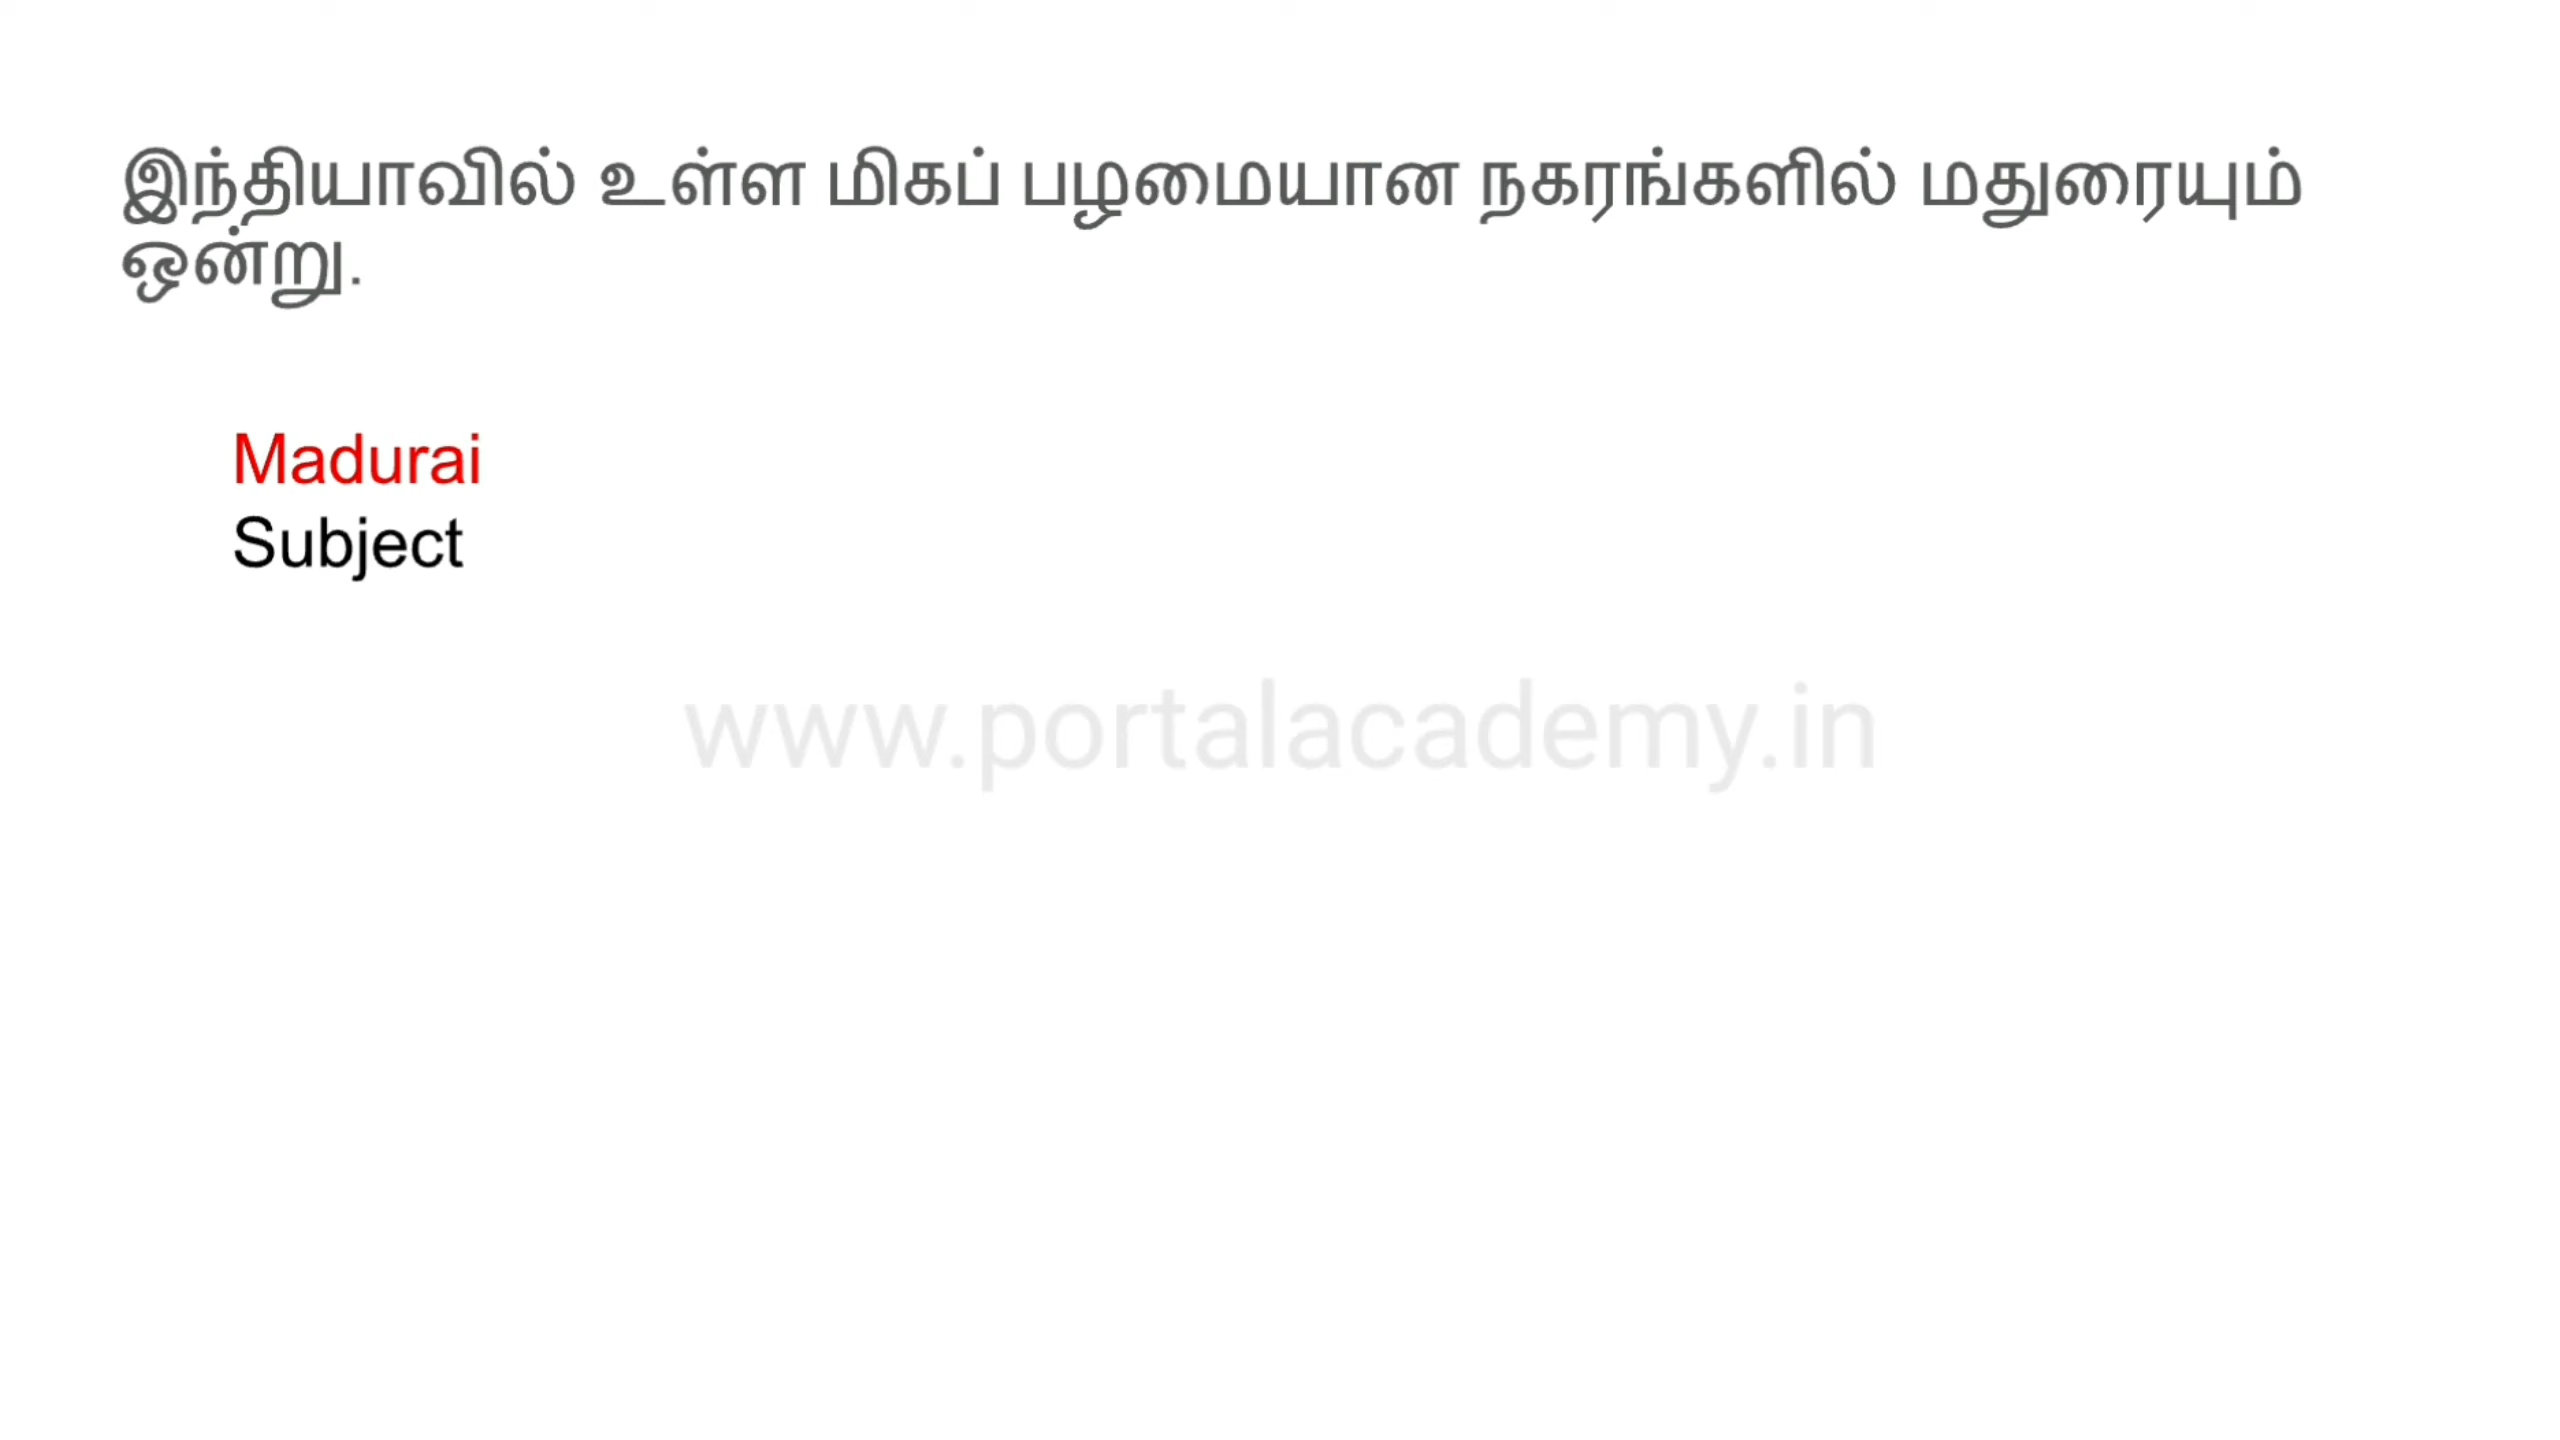 இந்தியாவில் உள்ள மிகப் பழமையான நகரங்களில் மதுரையும்
ஒன்று.
Madurai
Subject
www.portalacademy.in